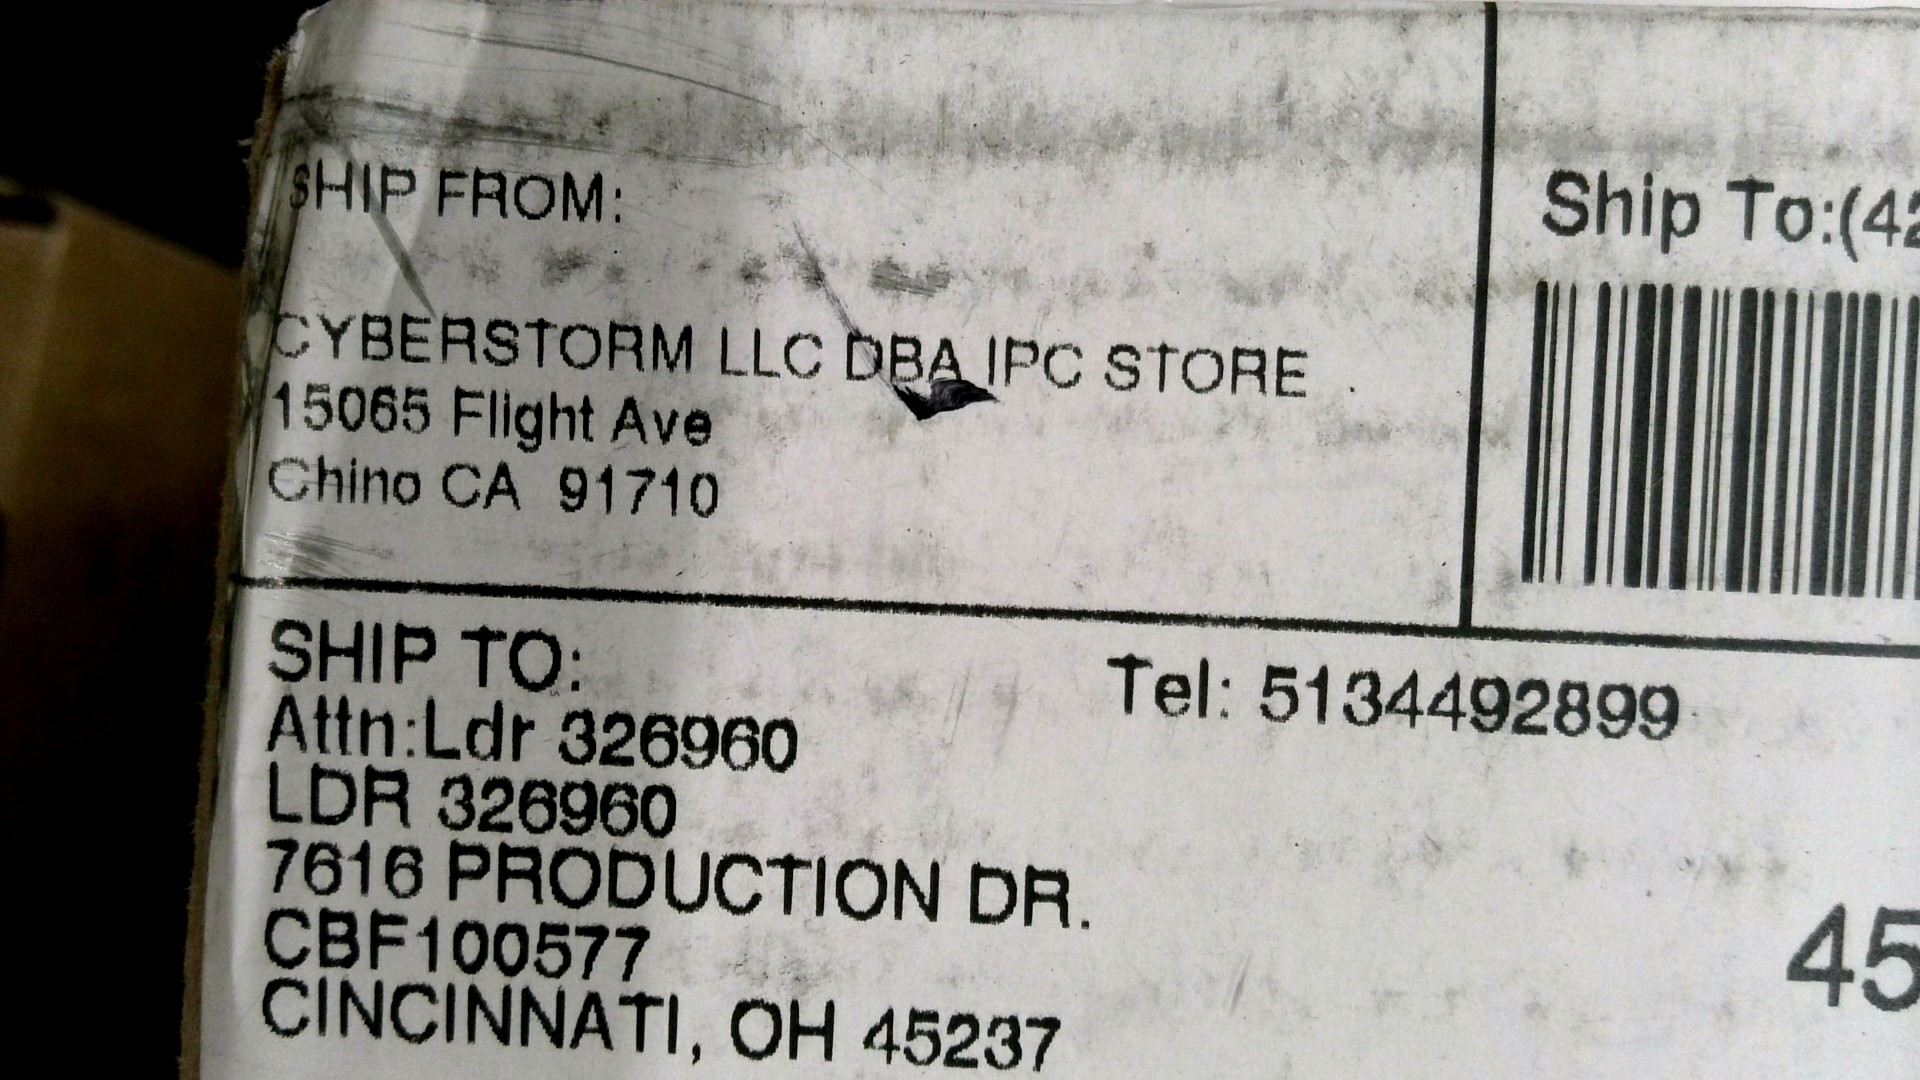 SHIP FROM:
CYBERSTORM LLC DBA IPC STORE
15065 Flight Ave
Chino CA 91710
Ship To:(42
SHIP TO:
Tel: 5134492899
Attn:Ldr 326960
LDR 326960
7616 PRODUCTION DR.
CBF100577
CINCINNATI, OH 45237
45